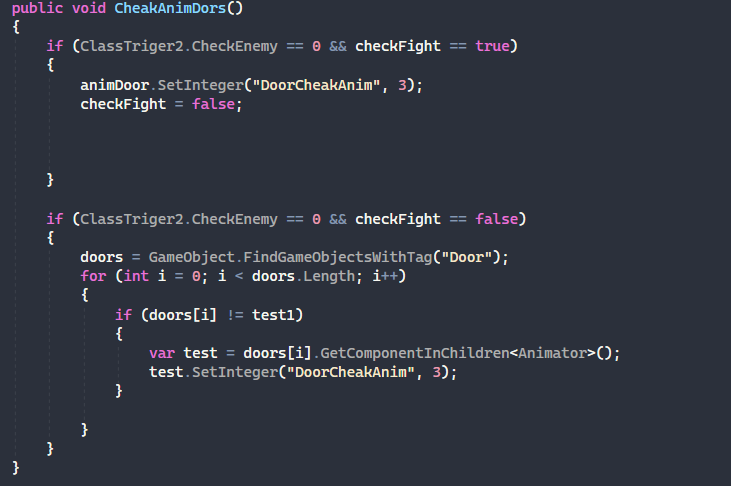 public void CheakAnimDors()
{
if (ClassTriger2.CheckEnemy == 0 && checkFight == true)
{
animDoor.SetInteger("DoorCheakAnim", 3);
checkFight = false;
}
if (ClassTriger2.CheckEnemy == 0 && checkFight == false)
{
doors = GameObject.FindGameObjectsWithTag("Door");
for (int i = 0; i < doors.Length; i++)
{
if (doors[i] != test1)
{
var test = doors[i].GetComponentInChildren<Animator>();
test.SetInteger("DoorCheakAnim", 3);
}
}
}
}